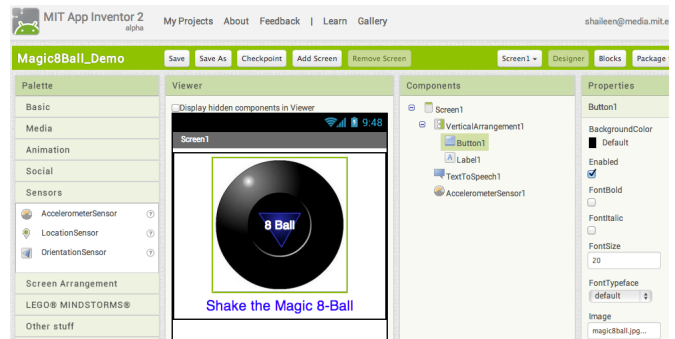 MIT App Inventor 2
alpha
My Projects About Feedback | Learn Gallery
shaileen@media.mit.e
Magic8Ball_Demo
Save Save As Checkpoint Add Screen Remove Screen Screen1 Designer Blocks Package
Palette
Basic
Media
Animation
Social
Sensors
AccelerometerSensor
LocationSensor
OrientationSensor
Screen Arrangement
LEGO® MINDSTORMS®
Other stuff
Viewer
Display hidden components in Viewer
9:48
Screen1
8 Ball
Shake the Magic 8-Ball
Components
Screen1
VerticalArrangement1
Button1
A Label1
TextToSpeech1
AccelerometerSensor1
Properties
Button1
BackgroundColor
Default
Enabled
FontBold
FontItalic
FontSize
20
FontTypeface
default
Image
magic8ball.jpg...